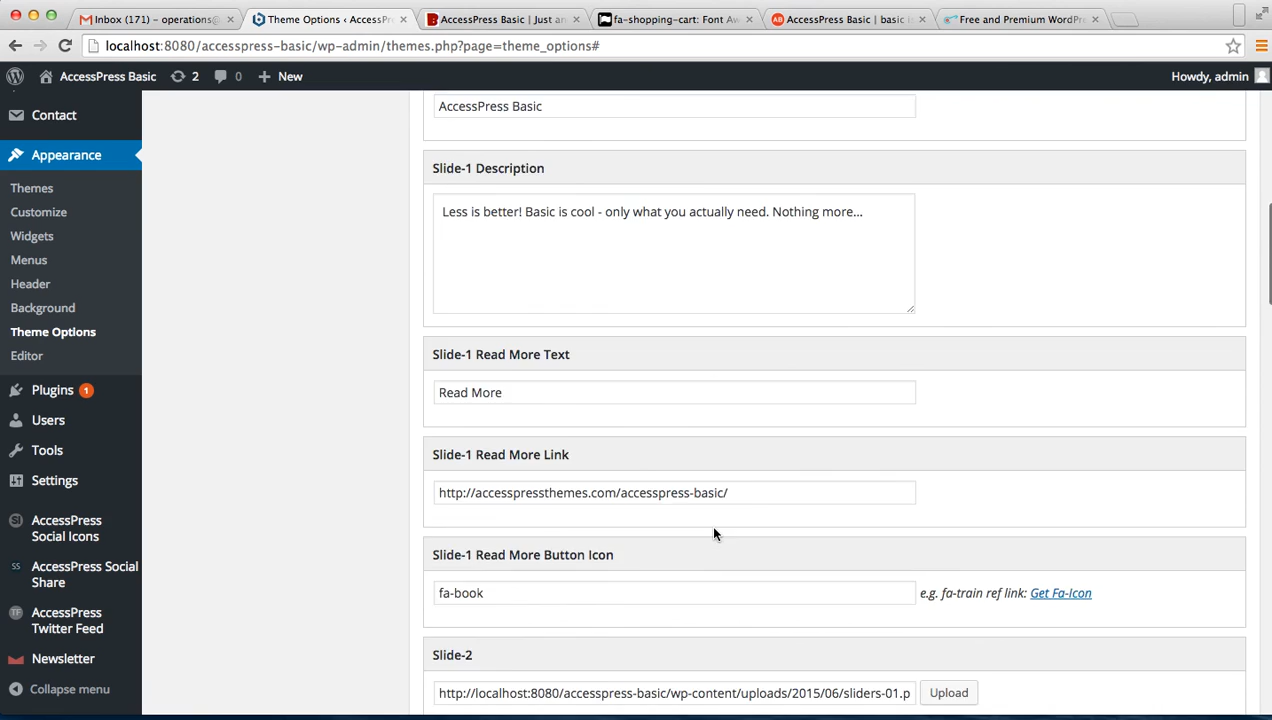 Inbox (171) – operations@
Theme Options ‹ AccessPr
AccessPress Basic | Just an
fa-shopping-cart: Font Aw
AccessPress Basic | basic i
Free and Premium WordPr
localhost:8080/accesspress-basic/wp-admin/themes.php?page=theme_options#
AccessPress Basic 2 0 + New Howdy, admin
Contact
Appearance
Themes
Customize
Widgets
Menus
Header
Background
Theme Options
Editor
Plugins 1
Users
Tools
Settings
AccessPress
Social Icons
AccessPress Social
Share
AccessPress
Twitter Feed
Newsletter
Collapse menu
AccessPress Basic
Slide-1 Description
Less is better! Basic is cool - only what you actually need. Nothing more...
Slide-1 Read More Text
Read More
Slide-1 Read More Link
http://accesspressthemes.com/accesspress-basic/
Slide-1 Read More Button Icon
fa-book e.g. fa-train ref link: Get Fa-Icon
Slide-2
http://localhost:8080/accesspress-basic/wp-content/uploads/2015/06/sliders-01.p Upload